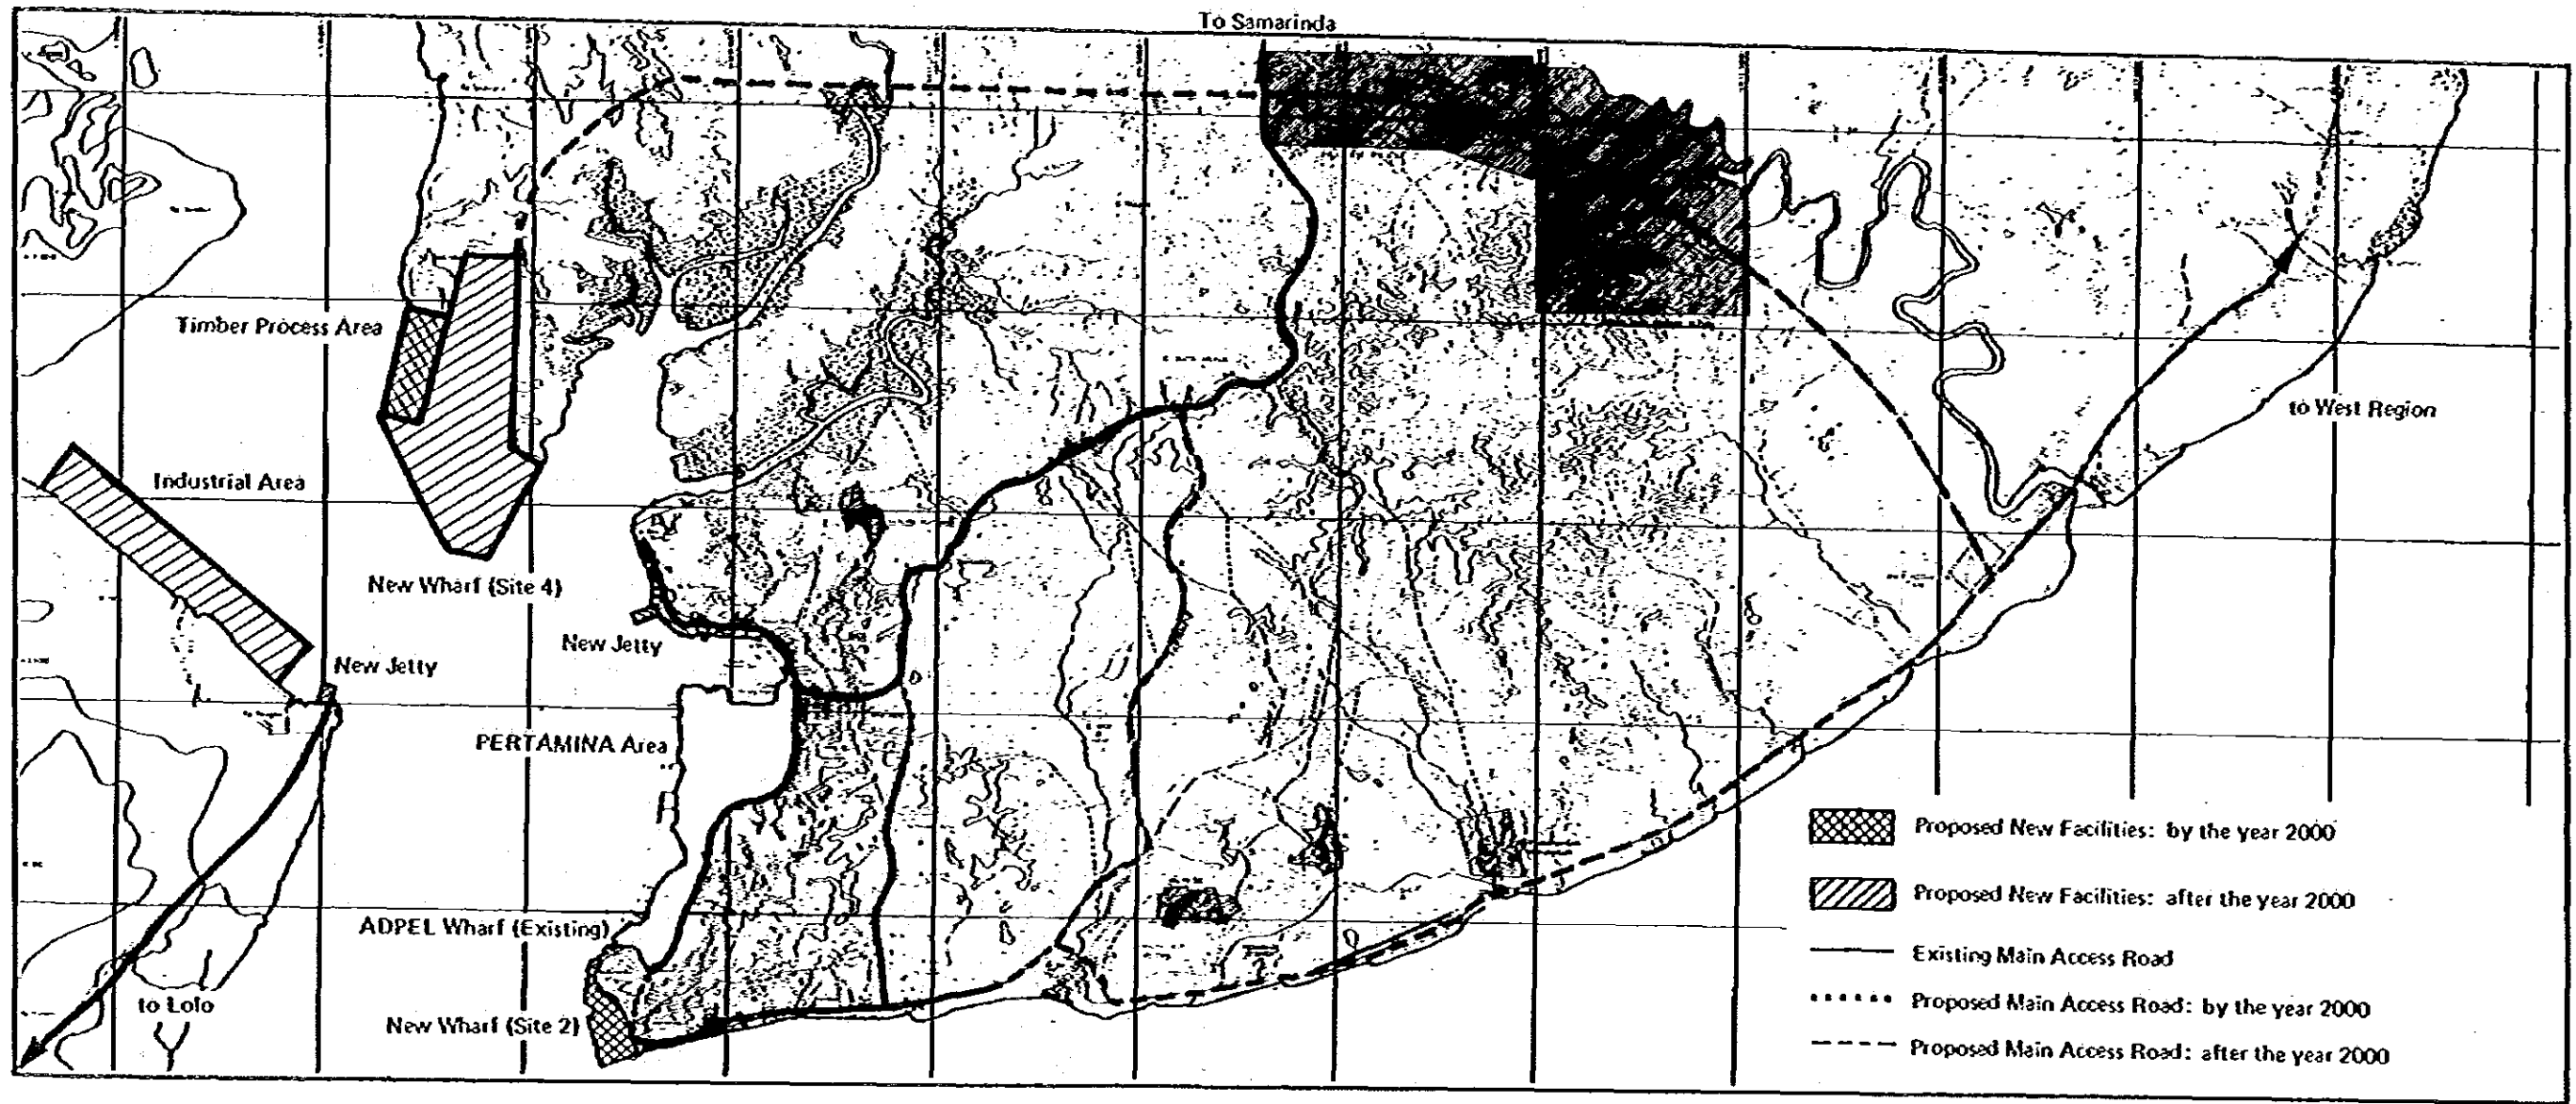 To Samarinda
Timber Process Area
to West Region
Industrial Area
New Wharf (Site 4)
New Jetty
New Jetty
PERTAMINA Area
ADPEL Wharf (Existing)
to Lolo
New Wharf (Site 2)
Proposed New Facilities: by the year 2000
Proposed New Facilities: after the year 2000
Existing Main Access Road
Proposed Main Access Road: by the year 2000
Proposed Main Access Road: after the year 2000